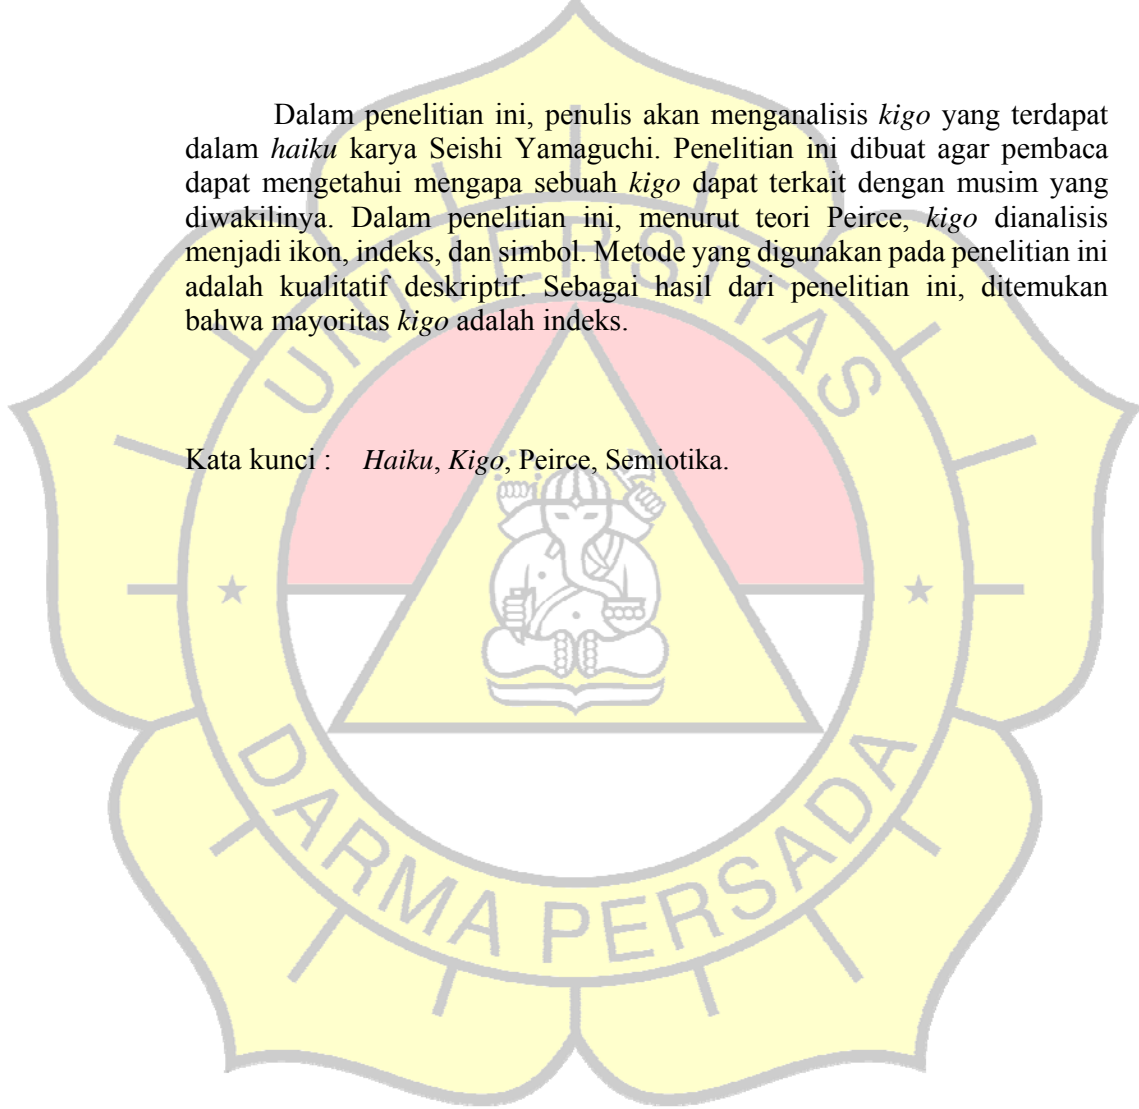 Dalam penelitian ini, penulis akan menganalisis kigo yang terdapat
dalam haiku karya Seishi Yamaguchi. Penelitian ini dibuat agar pembaca
dapat mengetahui mengapa sebuah kigo dapat terkait dengan musim yang
diwakilinya. Dalam penelitian ini, menurut teori Peirce, kigo dianalisis
menjadi ikon, indeks, dan simbol. Metode yang digunakan pada penelitian ini
adalah kualitatif deskriptif. Sebagai hasil dari penelitian ini, ditemukan
bahwa mayoritas kigo adalah indeks.
UNIVERSITAS
Kata kunci : Haiku, Kigo, Peirce, Semiotika.
DARMA PERSADA